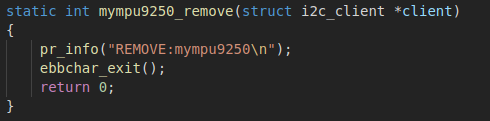 static int mympu9250_remove(struct i2c_client *client)
{
    pr_info("REMOVE:mympu9250\n");
    ebbchar_exit();
    return 0;
}